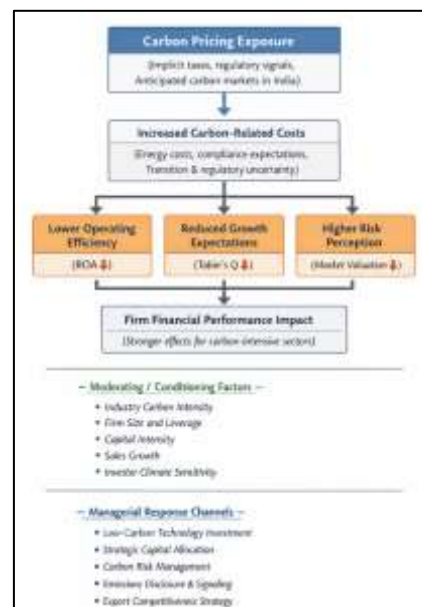 Carbon Pricing Exposure
(Implicit taxes, regulatory signals,
Anticipated carbon markets in India)
Increased Carbon-Related Costs
(Energy costs, compliance expectations,
Transition & regulatory uncertainty)
Lower Operating
Efficiency
(ROA ↓)
Reduced Growth
Expectations
(Tobin's Q ↓)
Higher Risk
Perception
(Market Valuation ↓)
Firm Financial Performance Impact
(Stronger effects for carbon-intensive sectors)
– Moderating / Conditioning Factors –
• Industry Carbon Intensity
• Firm Size and Leverage
• Capital Intensity
• Sales Growth
• Investor Climate Sensitivity
– Managerial Response Channels –
• Low-Carbon Technology Investment
• Strategic Capital Allocation
• Carbon Risk Management
• Emissions Disclosure & Signaling
• Export Competitiveness Strategy